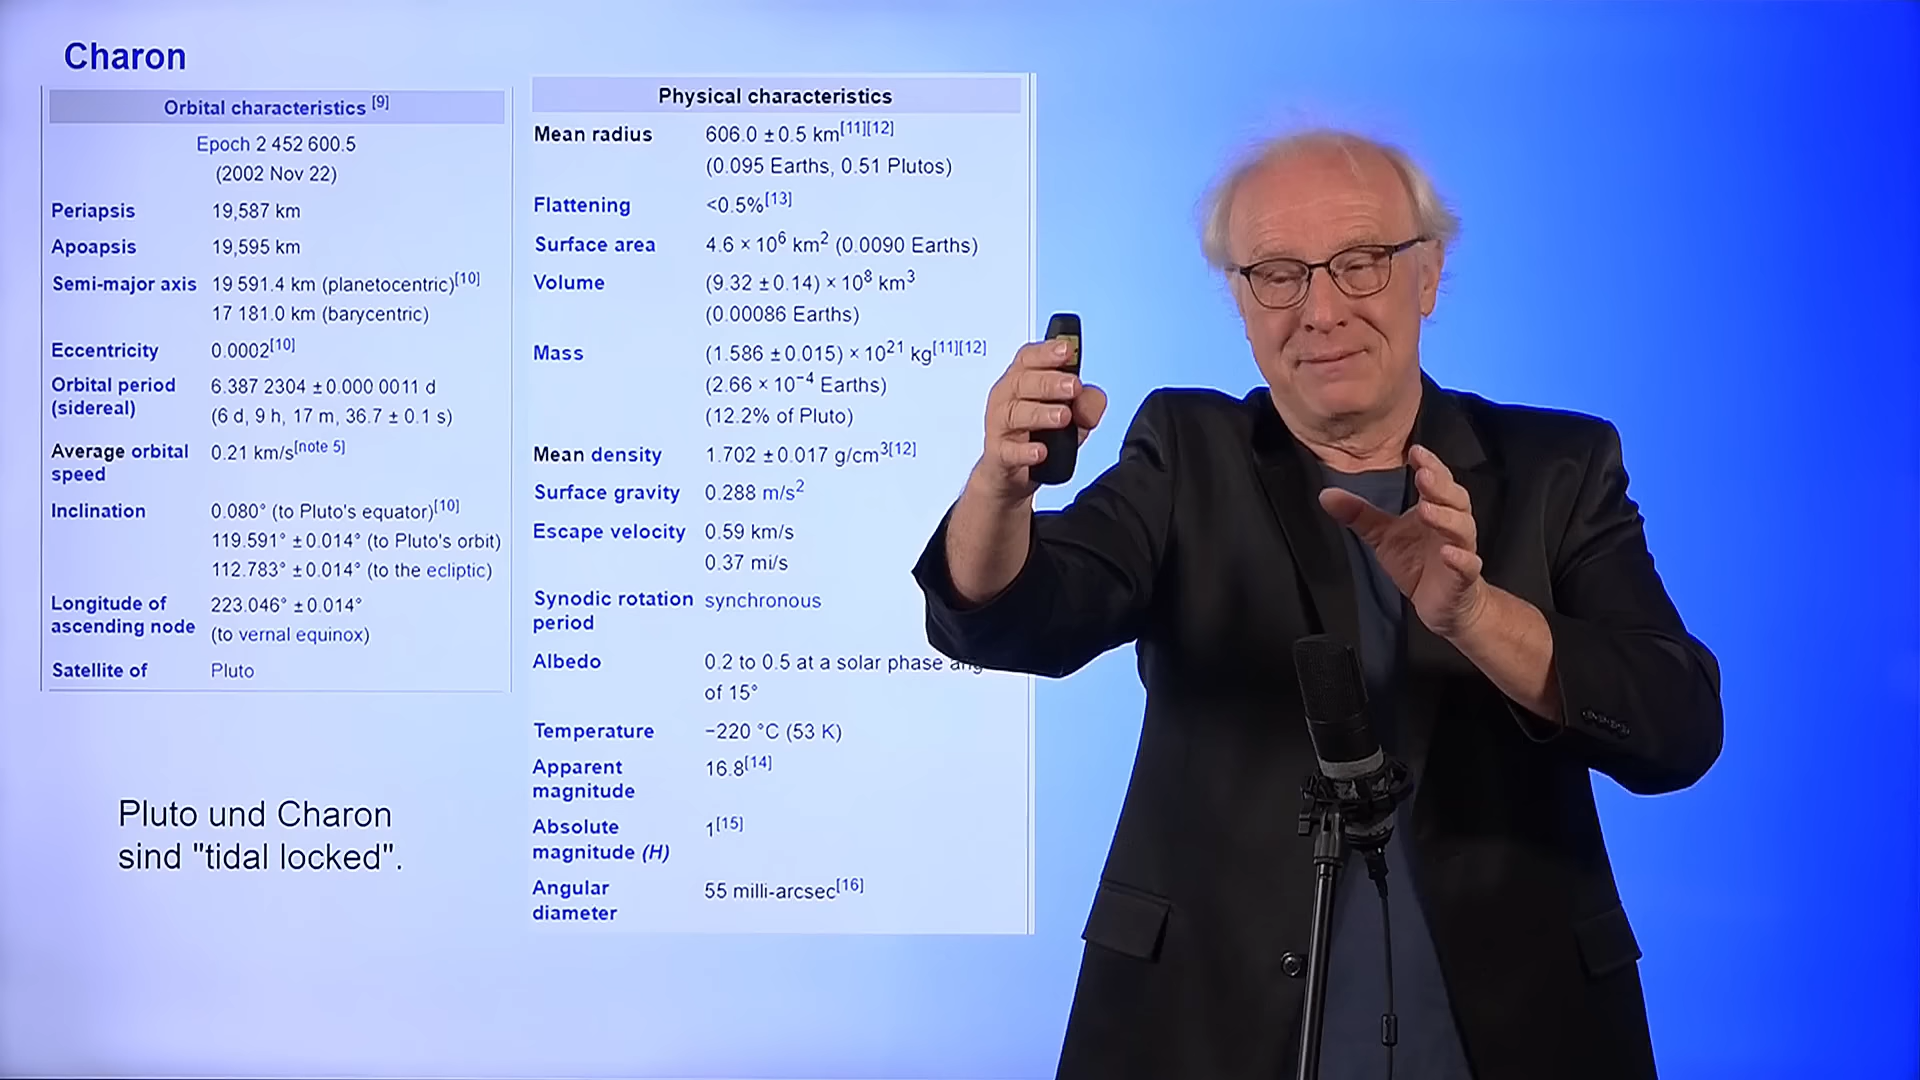 Charon
Orbital characteristics [9]
Epoch 2 452 600.5
(2002 Nov 22)
Periapsis 19,587 km
Apoapsis 19,595 km
Semi-major axis 19 591.4 km (planetocentric)[10]
17 181.0 km (barycentric)
Eccentricity 0.0002[10]
Orbital period (sidereal) 6.387 2304 ± 0.000 0011 d
(6 d, 9 h, 17 m, 36.7 ± 0.1 s)
Average orbital speed 0.21 km/s[note 5]
Inclination 0.080° (to Pluto's equator)[10]
119.591° ± 0.014° (to Pluto's orbit)
112.783° ± 0.014° (to the ecliptic)
Longitude of ascending node 223.046° ± 0.014°
(to vernal equinox)
Satellite of Pluto
Physical characteristics
Mean radius 606.0 ± 0.5 km[11][12]
(0.095 Earths, 0.51 Plutos)
Flattening <0.5%[13]
Surface area 4.6 × 10⁶ km² (0.0090 Earths)
Volume (9.32 ± 0.14) × 10⁸ km³
(0.00086 Earths)
Mass (1.586 ± 0.015) × 10²¹ kg[11][12]
(2.66 × 10⁻⁴ Earths)
(12.2% of Pluto)
Mean density 1.702 ± 0.017 g/cm³[12]
Surface gravity 0.288 m/s²
Escape velocity 0.59 km/s
0.37 mi/s
Synodic rotation period synchronous
Albedo 0.2 to 0.5 at a solar phase
of 15°
Temperature −220 °C (53 K)
Apparent magnitude 16.8[14]
Absolute magnitude (H) 1[15]
Angular diameter 55 milli-arcsec[16]
Pluto und Charon
sind "tidal locked".